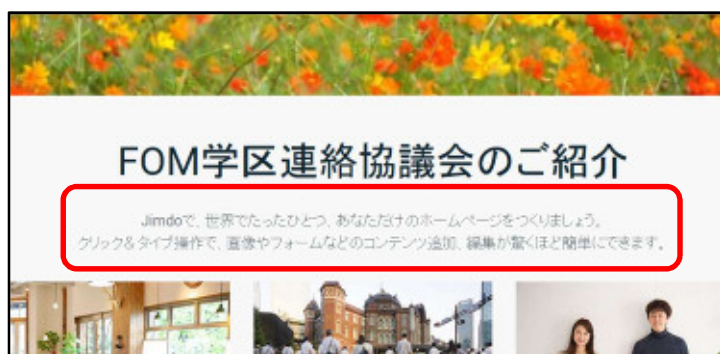 FOM学区連絡協議会のご紹介
Jimdoで、世界でたったひとつ、あなただけのホームページをつくりましょう。
クリック&タイプ操作で、画像やフォームなどのコンテンツ追加、編集が驚くほど簡単にできます。